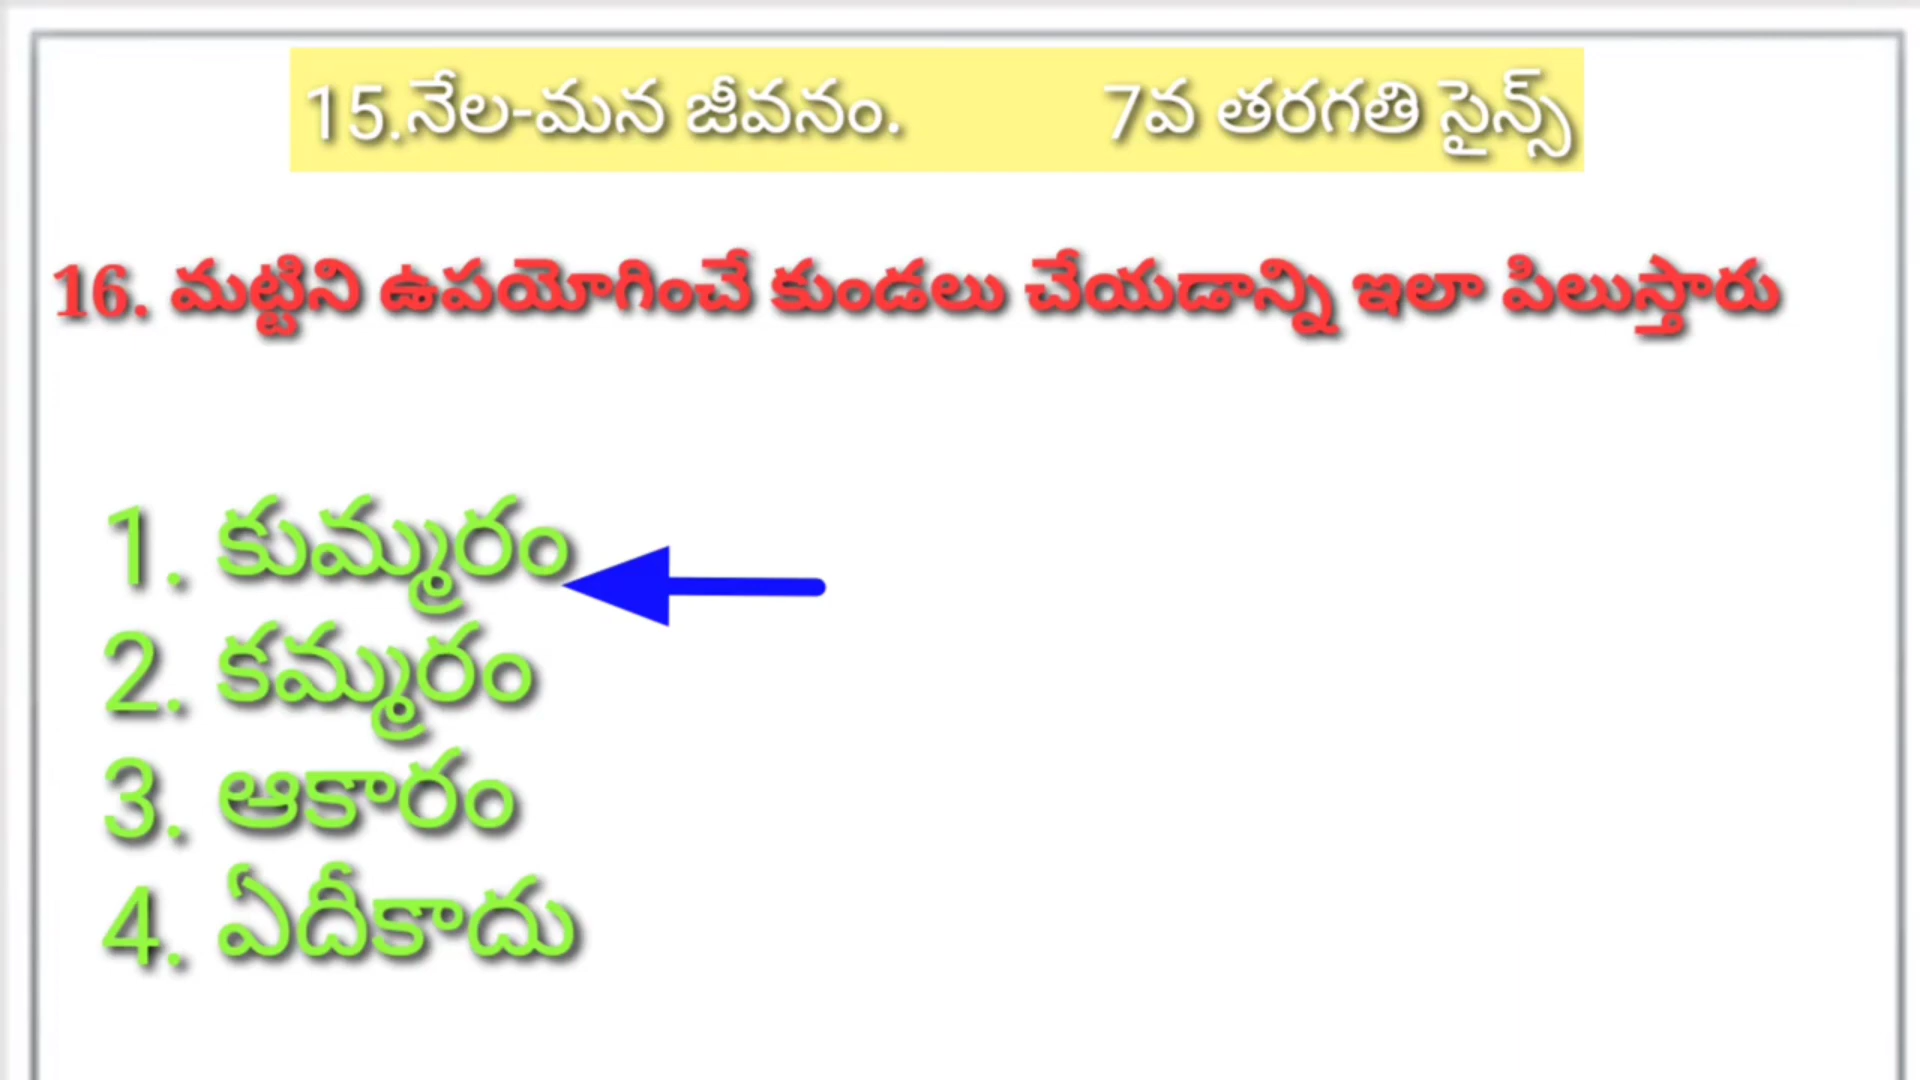 15.నేల-మన జీవనం. 7వ తరగతి సైన్స్
16. మట్టిని ఉపయోగించే కుండలు చేయడాన్ని ఇలా పిలుస్తారు
1. కుమ్మరం
2. కమ్మరం
3. ఆకారం
4. ఏదీకాదు